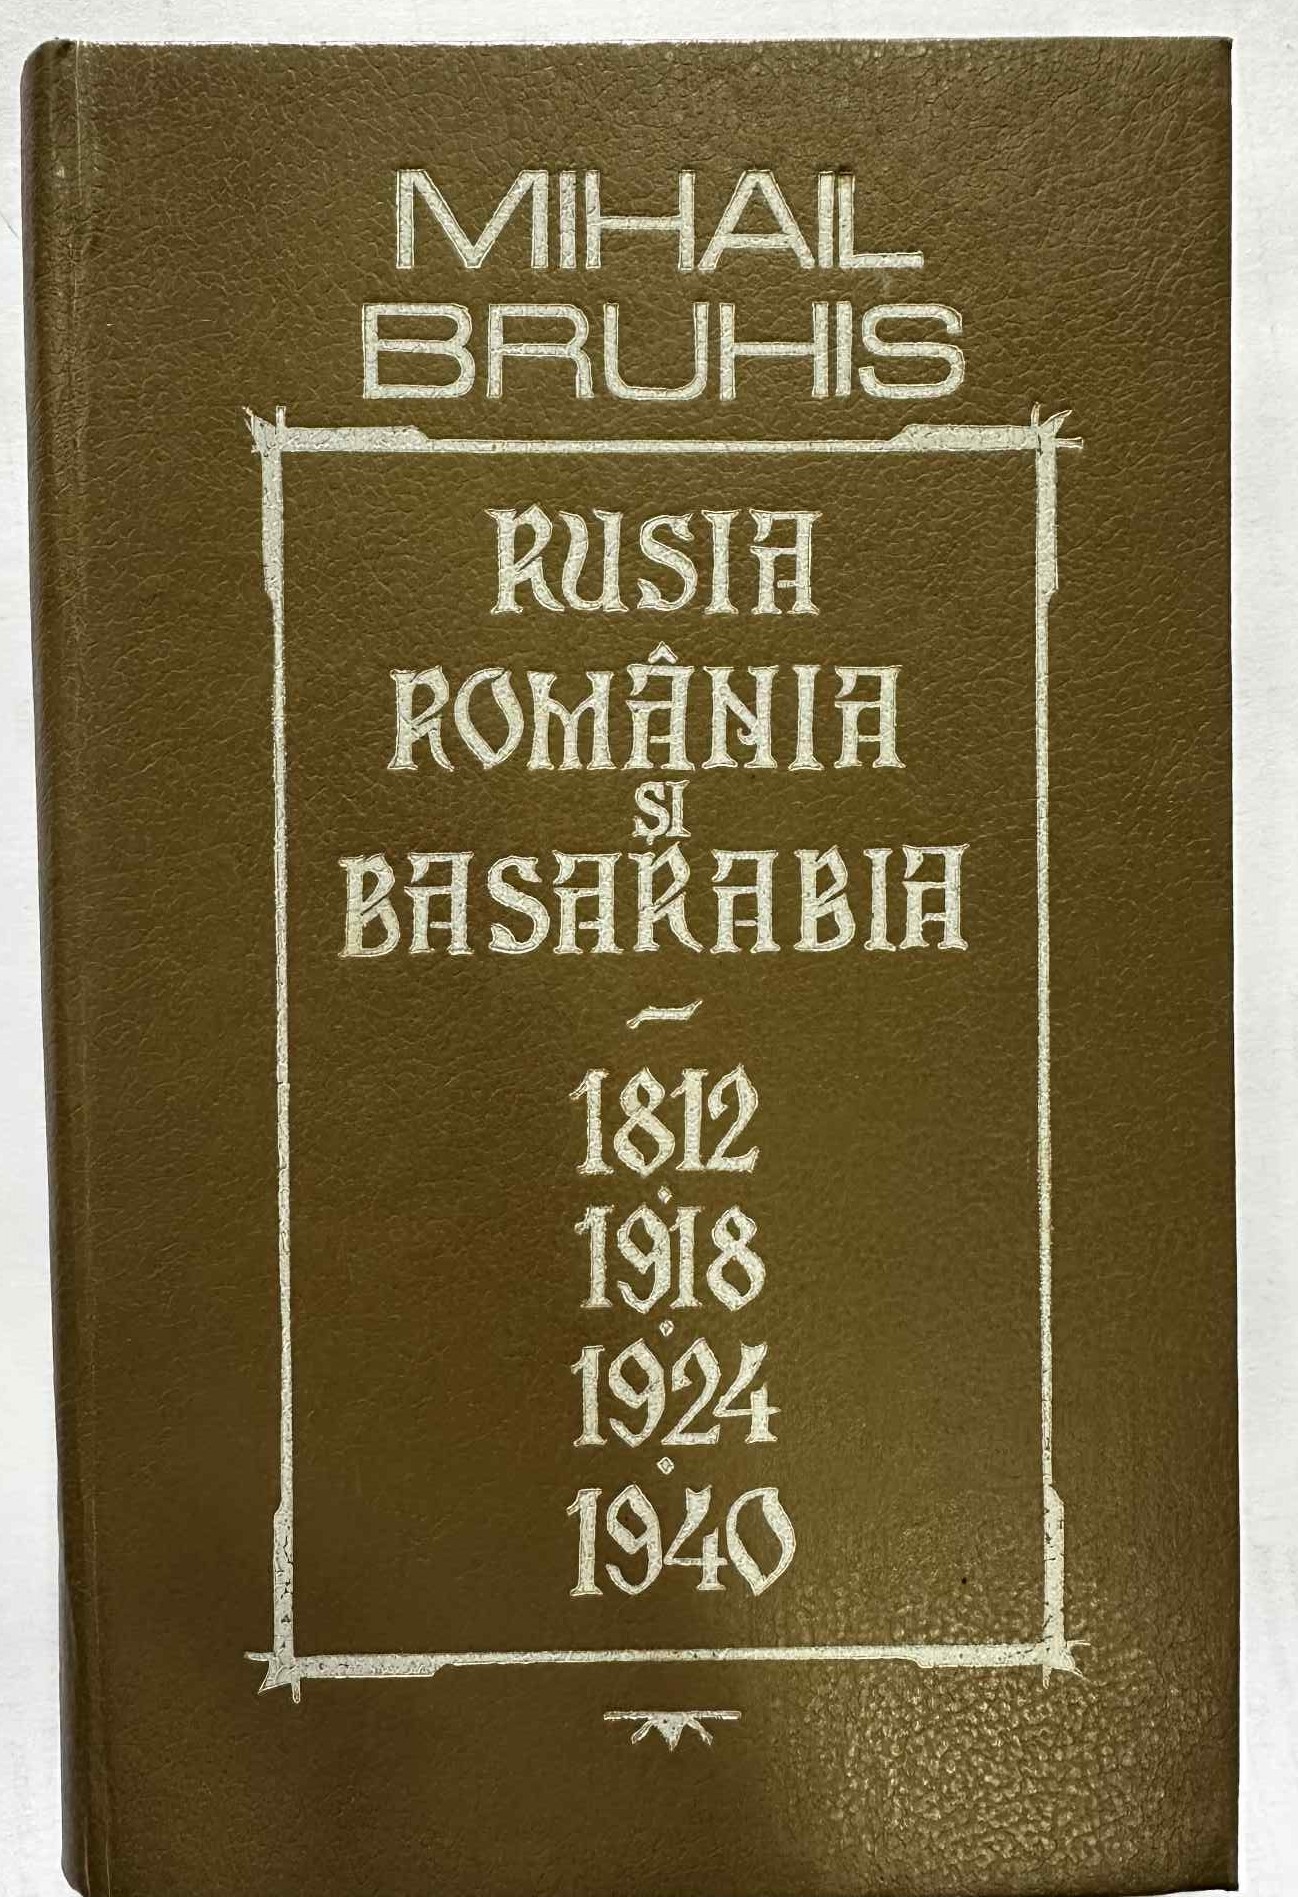 MIHAIL
BRUHIS
RUSIA
ROMÂNIA
ȘI
BASARABIA
-
1812
1918
1924
1940